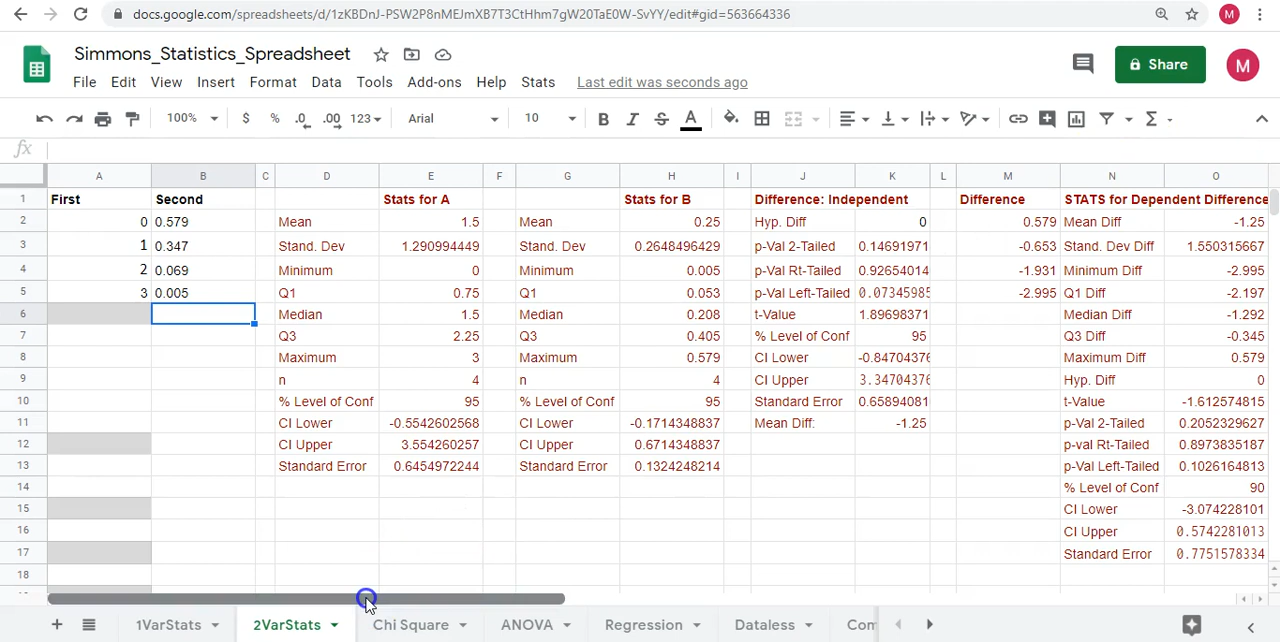 docs.google.com/spreadsheets/d/1zKBDnJ-PSW2P8nMEJmXB7T3CtHhm7gW20TaE0W-SvYY/edit#gid=563664336 M
Simmons_Statistics_Spreadsheet
File Edit View Insert Format Data Tools Add-ons Help Stats Last edit was seconds ago Share M
100% $ % .0 .00 123 Arial 10 B I S A Σ
fx
A B C D E F G H I J K L M N O
1 First Second Stats for A Stats for B Difference: Independent Difference STATS for Dependent Difference
2 0 0.579 Mean 1.5 Mean 0.25 Hyp. Diff 0 0.579 Mean Diff -1.25
3 1 0.347 Stand. Dev 1.290994449 Stand. Dev 0.2648496429 p-Val 2-Tailed 0.14691971 -0.653 Stand. Dev Diff 1.550315667
4 2 0.069 Minimum 0 Minimum 0.005 p-Val Rt-Tailed 0.92654014 -1.931 Minimum Diff -2.995
5 3 0.005 Q1 0.75 Q1 0.053 p-Val Left-Tailed 0.07345985 -2.995 Q1 Diff -2.197
6 Median 1.5 Median 0.208 t-Value 1.89698371 Median Diff -1.292
7 Q3 2.25 Q3 0.405 % Level of Conf 95 Q3 Diff -0.345
8 Maximum 3 Maximum 0.579 CI Lower -0.84704376 Maximum Diff 0.579
9 n 4 n 4 CI Upper 3.34704376 Hyp. Diff 0
10 % Level of Conf 95 % Level of Conf 95 Standard Error 0.65894081 t-Value -1.612574815
11 CI Lower -0.5542602568 CI Lower -0.1714348837 Mean Diff: -1.25 p-Val 2-Tailed 0.2052329627
12 CI Upper 3.554260257 CI Upper 0.6714348837 p-val Rt-Tailed 0.8973835187
13 Standard Error 0.6454972244 Standard Error 0.1324248214 p-Val Left-Tailed 0.1026164813
14 % Level of Conf 90
15 CI Lower -3.074228101
16 CI Upper 0.5742281013
17 Standard Error 0.7751578334
18
1VarStats 2VarStats Chi Square ANOVA Regression Dataless Com